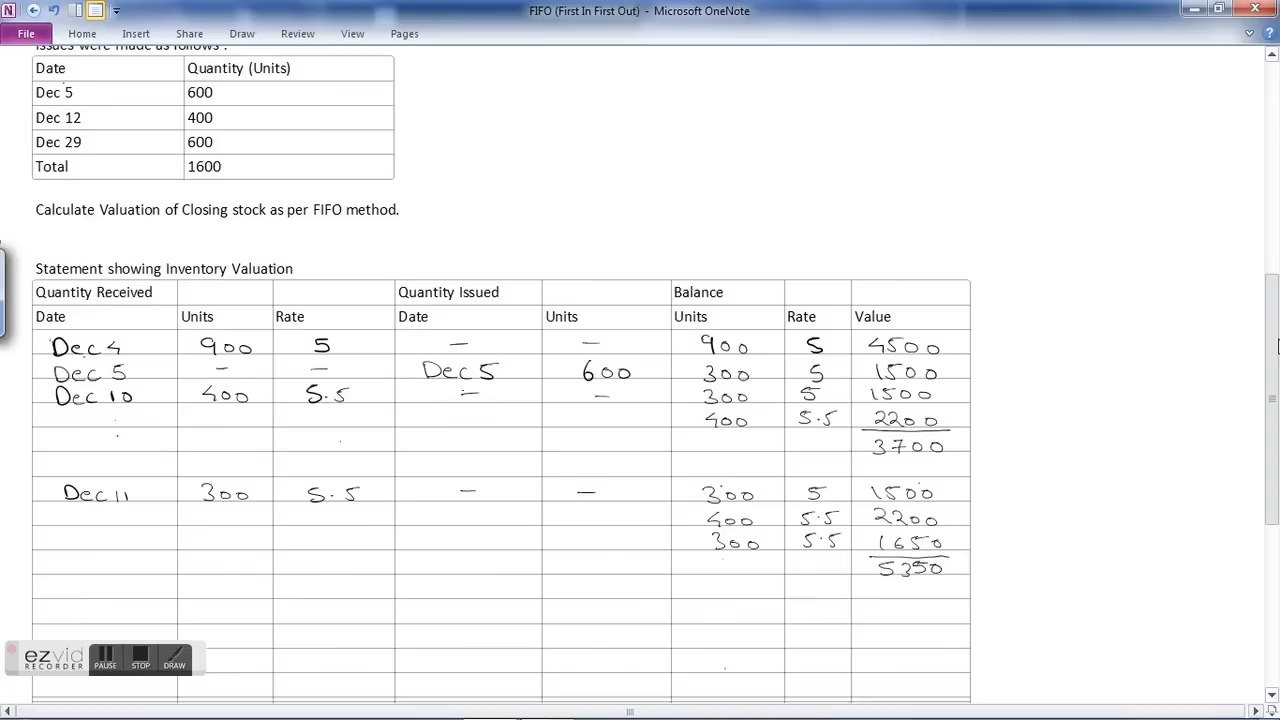 FIFO (First In First Out) - Microsoft OneNote
File Home Insert Share Draw Review View Pages
Issues were made as follows :
Date Quantity (Units)
Dec 5 600
Dec 12 400
Dec 29 600
Total 1600
Calculate Valuation of Closing stock as per FIFO method.
Statement showing Inventory Valuation
Quantity Received Quantity Issued Balance
Date Units Rate Date Units Units Rate Value
Dec 4 900 5 — — 900 5 4500
Dec 5 - — Dec 5 600 300 5 1500
Dec 10 400 5.5 — — 300 5 1500
400 5.5 2200
3700
Dec 11 300 5.5 — — 300 5 1500
400 5.5 2200
300 5.5 1650
5350
ezvid
RECORDER
PAUSE STOP DRAW